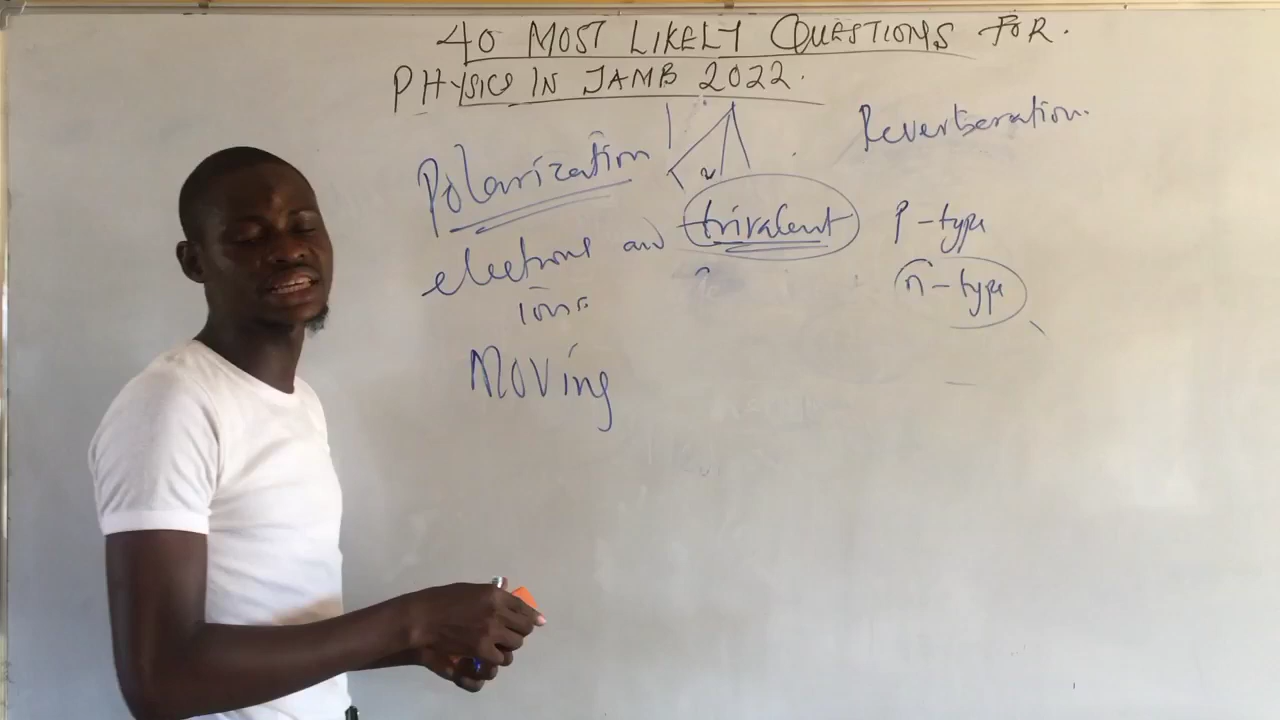 40 MOST LIKELY QUESTIONS FOR.
PHYSICS IN JAMB 2022.
Polarization
Reverberation.
electrons and trivalent
ions
P-type
n-type
Moving